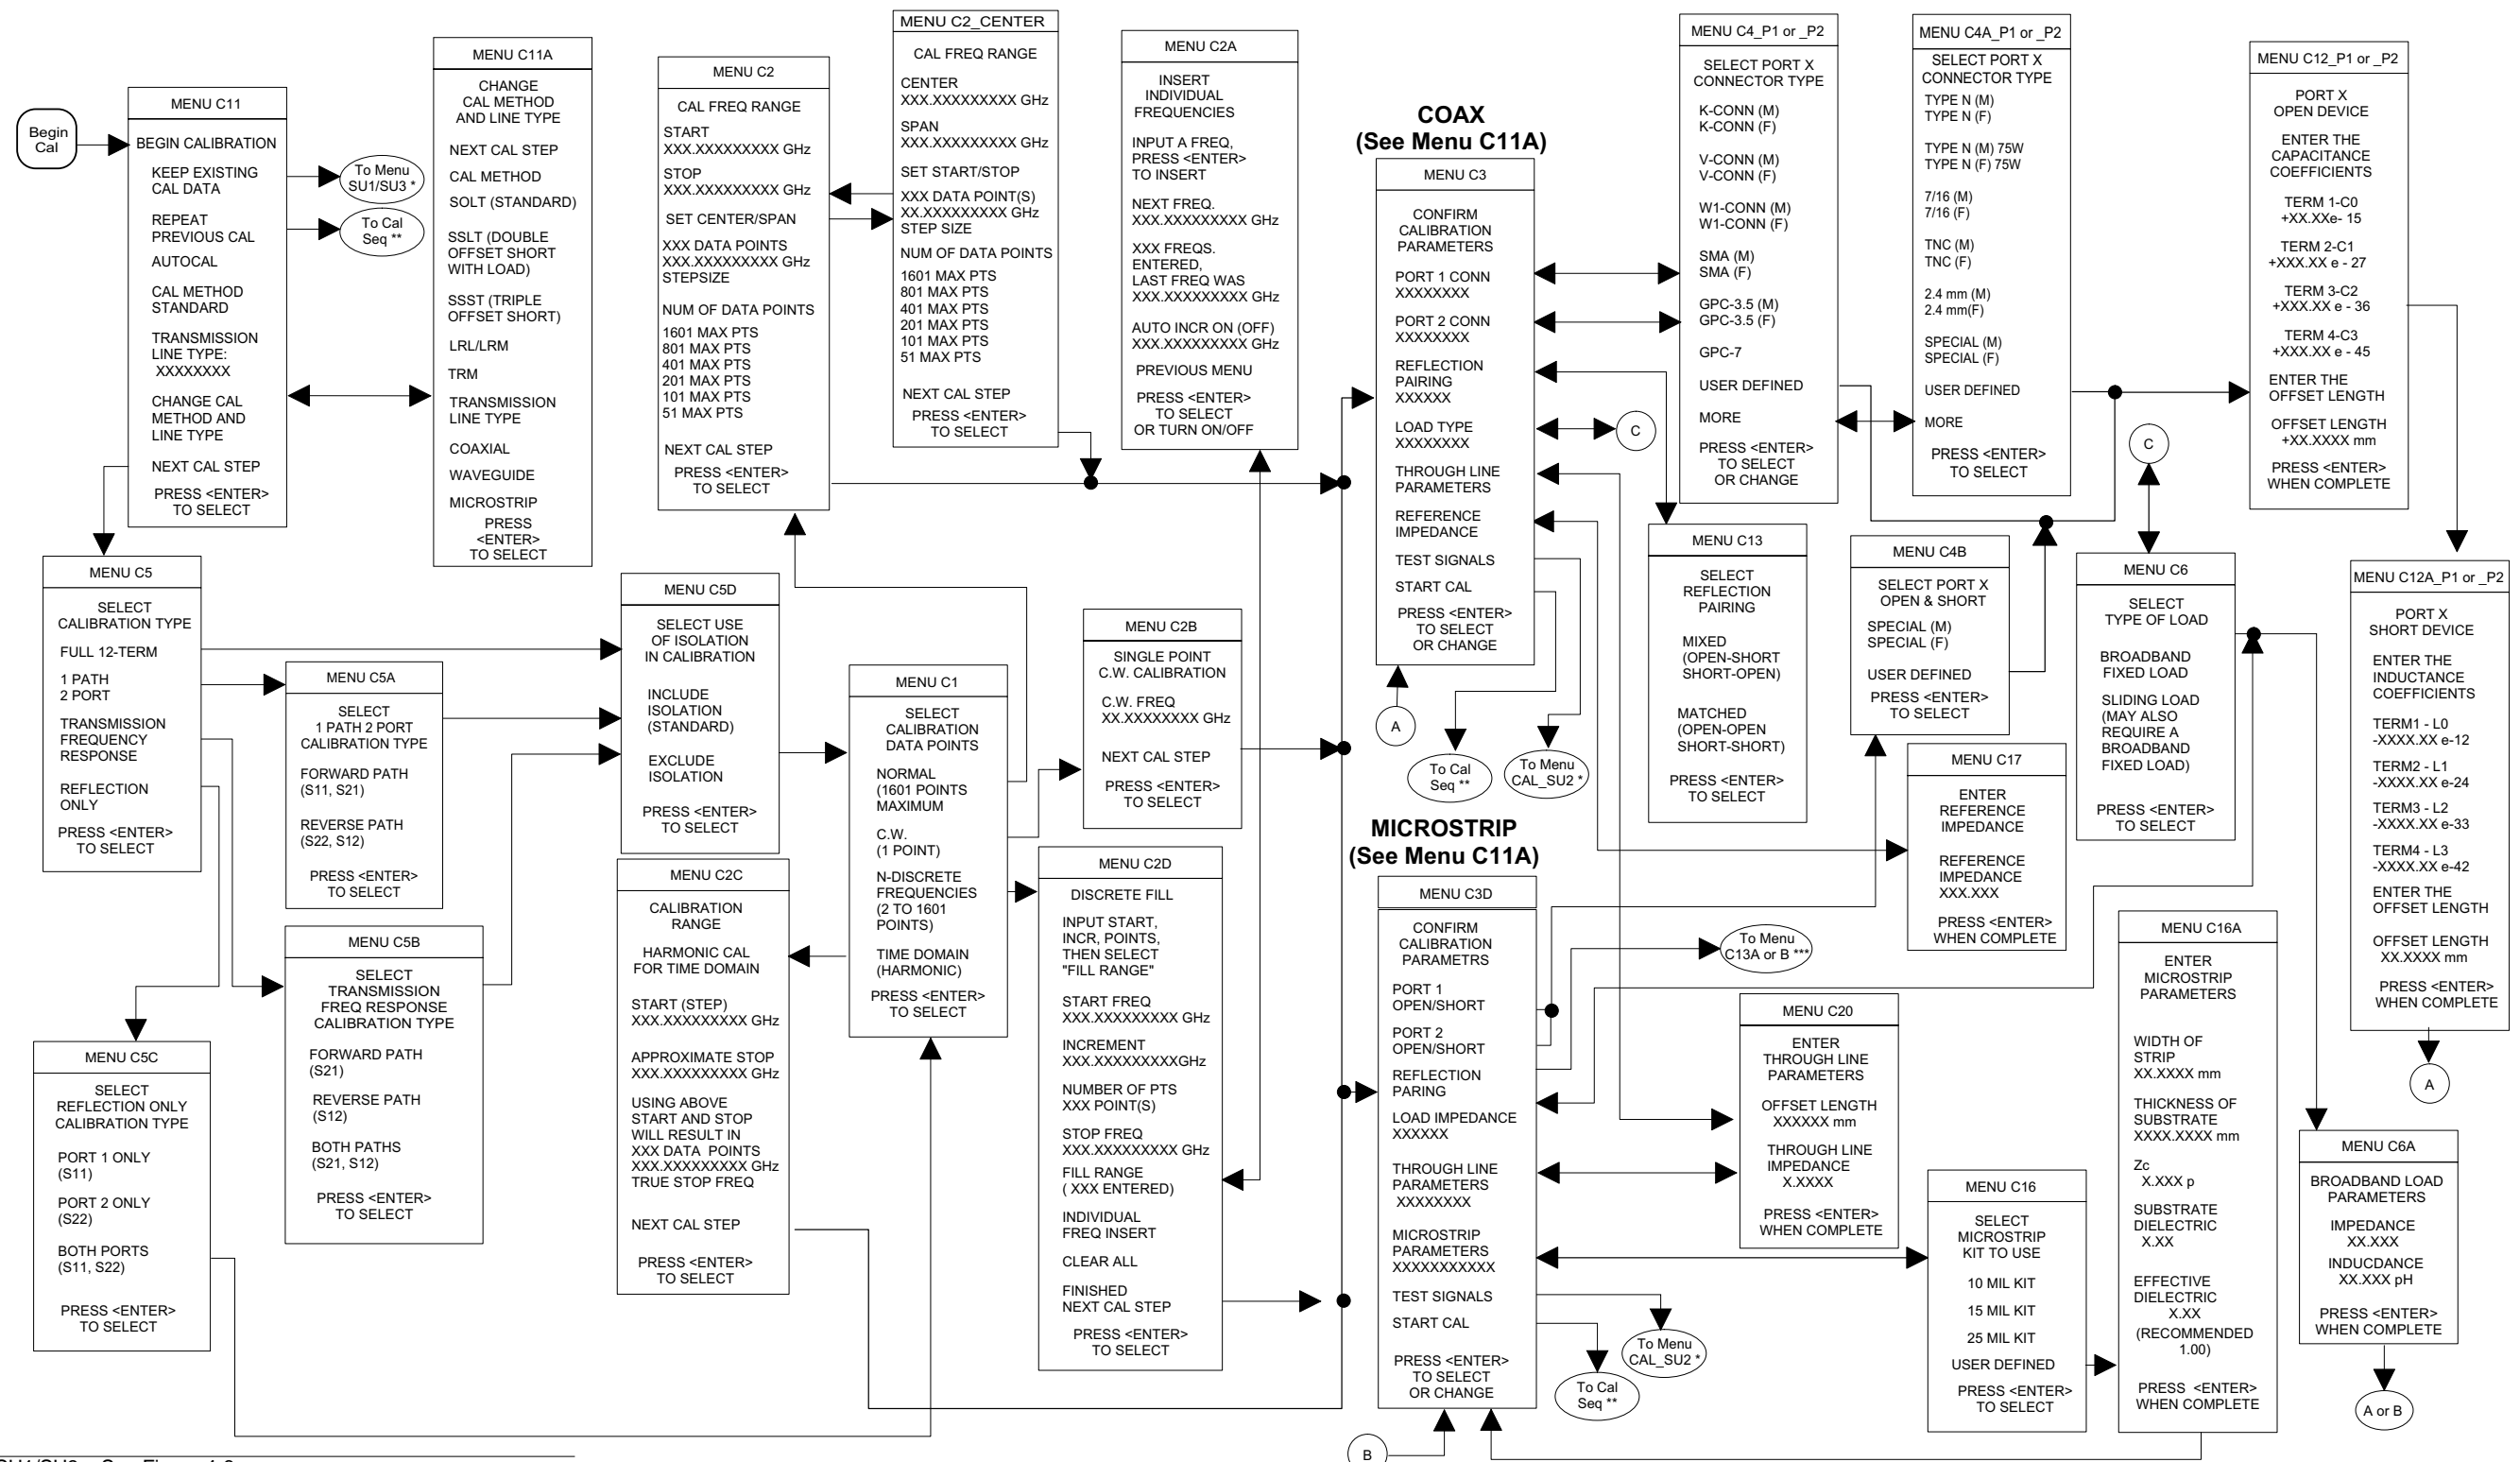 Begin
Cal
MENU C11
BEGIN CALIBRATION
KEEP EXISTING
CAL DATA
REPEAT
PREVIOUS CAL
AUTOCAL
CAL METHOD
STANDARD
TRANSMISSION
LINE TYPE:
XXXXXXXX
CHANGE CAL
METHOD AND
LINE TYPE
NEXT CAL STEP
PRESS <ENTER>
TO SELECT
To Menu
SU1/SU3 *
To Cal
Seq **
MENU C11A
CHANGE
CAL METHOD
AND LINE TYPE
NEXT CAL STEP
CAL METHOD
SOLT (STANDARD)
SSLT (DOUBLE
OFFSET SHORT
WITH LOAD)
SSST (TRIPLE
OFFSET SHORT)
LRL/LRM
TRM
TRANSMISSION
LINE TYPE
COAXIAL
WAVEGUIDE
MICROSTRIP
PRESS
<ENTER>
TO SELECT
MENU C2
CAL FREQ RANGE
START
XXX.XXXXXXXXX GHz
STOP
XXX.XXXXXXXXX GHz
SET CENTER/SPAN
XXX DATA POINTS
XXX.XXXXXXXXX GHz
STEPSIZE
NUM OF DATA POINTS
1601 MAX PTS
801 MAX PTS
401 MAX PTS
201 MAX PTS
101 MAX PTS
51 MAX PTS
NEXT CAL STEP
PRESS <ENTER>
TO SELECT
MENU C2_CENTER
CAL FREQ RANGE
CENTER
XXX.XXXXXXXXX GHz
SPAN
XXX.XXXXXXXXX GHz
SET START/STOP
XXX DATA POINT(S)
XX.XXXXXXXXX GHz
STEP SIZE
NUM OF DATA POINTS
1601 MAX PTS
801 MAX PTS
401 MAX PTS
201 MAX PTS
101 MAX PTS
51 MAX PTS
NEXT CAL STEP
PRESS <ENTER>
TO SELECT
MENU C2A
INSERT
INDIVIDUAL
FREQUENCIES
INPUT A FREQ,
PRESS <ENTER>
TO INSERT
NEXT FREQ.
XXX.XXXXXXXXX GHz
XXX FREQS.
ENTERED,
LAST FREQ WAS
XXX.XXXXXXXXX GHz
AUTO INCR ON (OFF)
XXX.XXXXXXXXX GHz
PREVIOUS MENU
PRESS <ENTER>
TO SELECT
OR TURN ON/OFF
COAX
(See Menu C11A)
MENU C3
CONFIRM
CALIBRATION
PARAMETERS
PORT 1 CONN
XXXXXXXX
PORT 2 CONN
XXXXXXXX
REFLECTION
PAIRING
XXXXXX
LOAD TYPE
XXXXXXXX
THROUGH LINE
PARAMETERS
REFERENCE
IMPEDANCE
TEST SIGNALS
START CAL
PRESS <ENTER>
TO SELECT
OR CHANGE
A
To Cal
Seq **
To Menu
CAL_SU2 *
C
MENU C4_P1 or _P2
SELECT PORT X
CONNECTOR TYPE
K-CONN (M)
K-CONN (F)
V-CONN (M)
V-CONN (F)
W1-CONN (M)
W1-CONN (F)
SMA (M)
SMA (F)
GPC-3.5 (M)
GPC-3.5 (F)
GPC-7
USER DEFINED
MORE
PRESS <ENTER>
TO SELECT
OR CHANGE
MENU C4A_P1 or _P2
SELECT PORT X
CONNECTOR TYPE
TYPE N (M)
TYPE N (F)
TYPE N (M) 75W
TYPE N (F) 75W
7/16 (M)
7/16 (F)
TNC (M)
TNC (F)
2.4 mm (M)
2.4 mm(F)
SPECIAL (M)
SPECIAL (F)
USER DEFINED
MORE
PRESS <ENTER>
TO SELECT
MENU C12_P1 or _P2
PORT X
OPEN DEVICE
ENTER THE
CAPACITANCE
COEFFICIENTS
TERM 1-C0
+XX.XXe- 15
TERM 2-C1
+XXX.XX e - 27
TERM 3-C2
+XXX.XX e - 36
TERM 4-C3
+XXX.XX e - 45
ENTER THE
OFFSET LENGTH
OFFSET LENGTH
+XX.XXXX mm
PRESS <ENTER>
WHEN COMPLETE
C
MENU C5
SELECT
CALIBRATION TYPE
FULL 12-TERM
1 PATH
2 PORT
TRANSMISSION
FREQUENCY
RESPONSE
REFLECTION
ONLY
PRESS <ENTER>
TO SELECT
MENU C5A
SELECT
1 PATH 2 PORT
CALIBRATION TYPE
FORWARD PATH
(S11, S21)
REVERSE PATH
(S22, S12)
PRESS <ENTER>
TO SELECT
MENU C5B
SELECT
TRANSMISSION
FREQ RESPONSE
CALIBRATION TYPE
FORWARD PATH
(S21)
REVERSE PATH
(S12)
BOTH PATHS
(S21, S12)
PRESS <ENTER>
TO SELECT
MENU C5C
SELECT
REFLECTION ONLY
CALIBRATION TYPE
PORT 1 ONLY
(S11)
PORT 2 ONLY
(S22)
BOTH PORTS
(S11, S22)
PRESS <ENTER>
TO SELECT
MENU C5D
SELECT USE
OF ISOLATION
IN CALIBRATION
INCLUDE
ISOLATION
(STANDARD)
EXCLUDE
ISOLATION
PRESS <ENTER>
TO SELECT
MENU C2C
CALIBRATION
RANGE
HARMONIC CAL
FOR TIME DOMAIN
START (STEP)
XXX.XXXXXXXXX GHz
APPROXIMATE STOP
XXX.XXXXXXXXX GHz
USING ABOVE
START AND STOP
WILL RESULT IN
XXX DATA POINTS
XXX.XXXXXXXXX GHz
TRUE STOP FREQ
NEXT CAL STEP
PRESS <ENTER>
TO SELECT
MENU C1
SELECT
CALIBRATION
DATA POINTS
NORMAL
(1601 POINTS
MAXIMUM
C.W.
(1 POINT)
N-DISCRETE
FREQUENCIES
(2 TO 1601
POINTS)
TIME DOMAIN
(HARMONIC)
PRESS <ENTER>
TO SELECT
MENU C2B
SINGLE POINT
C.W. CALIBRATION
C.W. FREQ
XX.XXXXXXXX GHz
NEXT CAL STEP
PRESS <ENTER>
TO SELECT
MENU C2D
DISCRETE FILL
INPUT START,
INCR, POINTS,
THEN SELECT
"FILL RANGE"
START FREQ
XXX.XXXXXXXXX GHz
INCREMENT
XXX.XXXXXXXXXGHz
NUMBER OF PTS
XXX POINT(S)
STOP FREQ
XXX.XXXXXXXXX GHz
FILL RANGE
( XXX ENTERED)
INDIVIDUAL
FREQ INSERT
CLEAR ALL
FINISHED
NEXT CAL STEP
PRESS <ENTER>
TO SELECT
MICROSTRIP
(See Menu C11A)
MENU C3D
CONFIRM
CALIBRATION
PARAMETRS
PORT 1
OPEN/SHORT
PORT 2
OPEN/SHORT
REFLECTION
PARING
LOAD IMPEDANCE
XXXXXX
THROUGH LINE
PARAMETERS
XXXXXXXX
MICROSTRIP
PARAMETERS
XXXXXXXXXXX
TEST SIGNALS
START CAL
PRESS <ENTER>
TO SELECT
OR CHANGE
B
To Cal
Seq **
To Menu
CAL_SU2 *
To Menu
C13A or B ***
MENU C13
SELECT
REFLECTION
PAIRING
MIXED
(OPEN-SHORT
SHORT-OPEN)
MATCHED
(OPEN-OPEN
SHORT-SHORT)
PRESS <ENTER>
TO SELECT
MENU C4B
SELECT PORT X
OPEN & SHORT
SPECIAL (M)
SPECIAL (F)
USER DEFINED
PRESS <ENTER>
TO SELECT
MENU C17
ENTER
REFERENCE
IMPEDANCE
REFERENCE
IMPEDANCE
XXX.XXX
PRESS <ENTER>
WHEN COMPLETE
MENU C20
ENTER
THROUGH LINE
PARAMETERS
OFFSET LENGTH
XXXXXX mm
THROUGH LINE
IMPEDANCE
X.XXXX
PRESS <ENTER>
WHEN COMPLETE
MENU C6
SELECT
TYPE OF LOAD
BROADBAND
FIXED LOAD
SLIDING LOAD
(MAY ALSO
REQUIRE A
BROADBAND
FIXED LOAD)
PRESS <ENTER>
TO SELECT
MENU C16
SELECT
MICROSTRIP
KIT TO USE
10 MIL KIT
15 MIL KIT
25 MIL KIT
USER DEFINED
PRESS <ENTER>
TO SELECT
MENU C16A
ENTER
MICROSTRIP
PARAMETERS
WIDTH OF
STRIP
XX.XXXX mm
THICKNESS OF
SUBSTRATE
XXXX.XXXX mm
Zc
X.XXX p
SUBSTRATE
DIELECTRIC
X.XX
EFFECTIVE
DIELECTRIC
X.XX
(RECOMMENDED
1.00)
PRESS <ENTER>
WHEN COMPLETE
MENU C12A_P1 or _P2
PORT X
SHORT DEVICE
ENTER THE
INDUCTANCE
COEFFICIENTS
TERM1 - L0
-XXXX.XX e-12
TERM2 - L1
-XXXX.XX e-24
TERM3 - L2
-XXXX.XX e-33
TERM4 - L3
-XXXX.XX e-42
ENTER THE
OFFSET LENGTH
OFFSET LENGTH
XX.XXXX mm
PRESS <ENTER>
WHEN COMPLETE
A
MENU C6A
BROADBAND LOAD
PARAMETERS
IMPEDANCE
XX.XXX
INDUCDANCE
XX.XXX pH
PRESS <ENTER>
WHEN COMPLETE
A or B